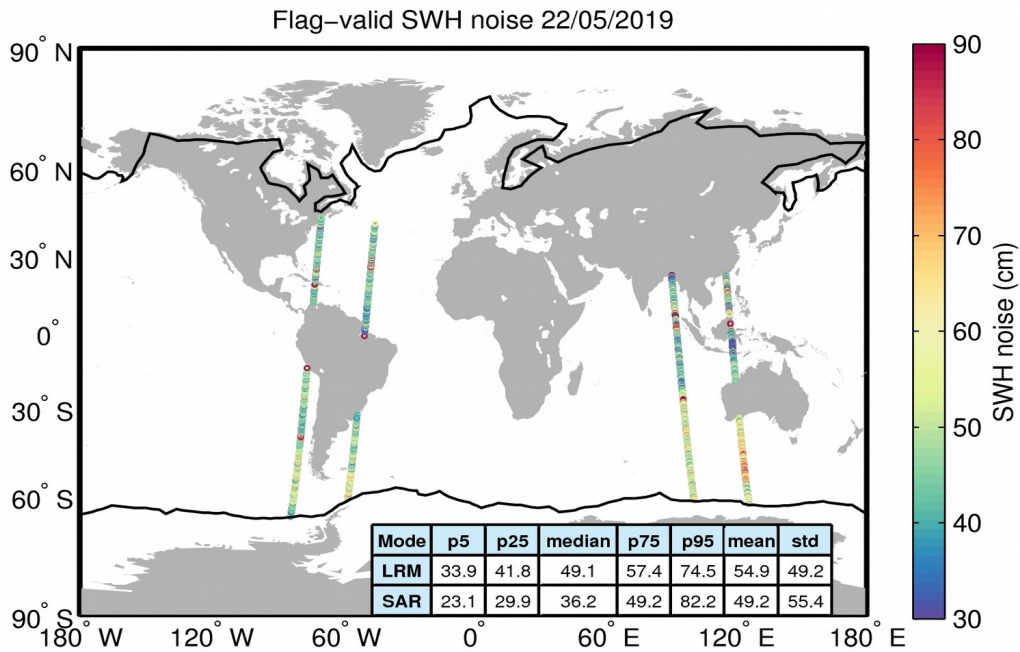 Flag-valid SWH noise 22/05/2019
90° N
60° N
30° N
0°
30° S
60° S
90° S
180° W
120° W
60° W
0°
60° E
120° E
180° E
Mode p5 p25 median p75 p95 mean std
LRM 33.9 41.8 49.1 57.4 74.5 54.9 49.2
SAR 23.1 29.9 36.2 49.2 82.2 49.2 55.4
90
80
70
60
50
40
30
SWH noise (cm)